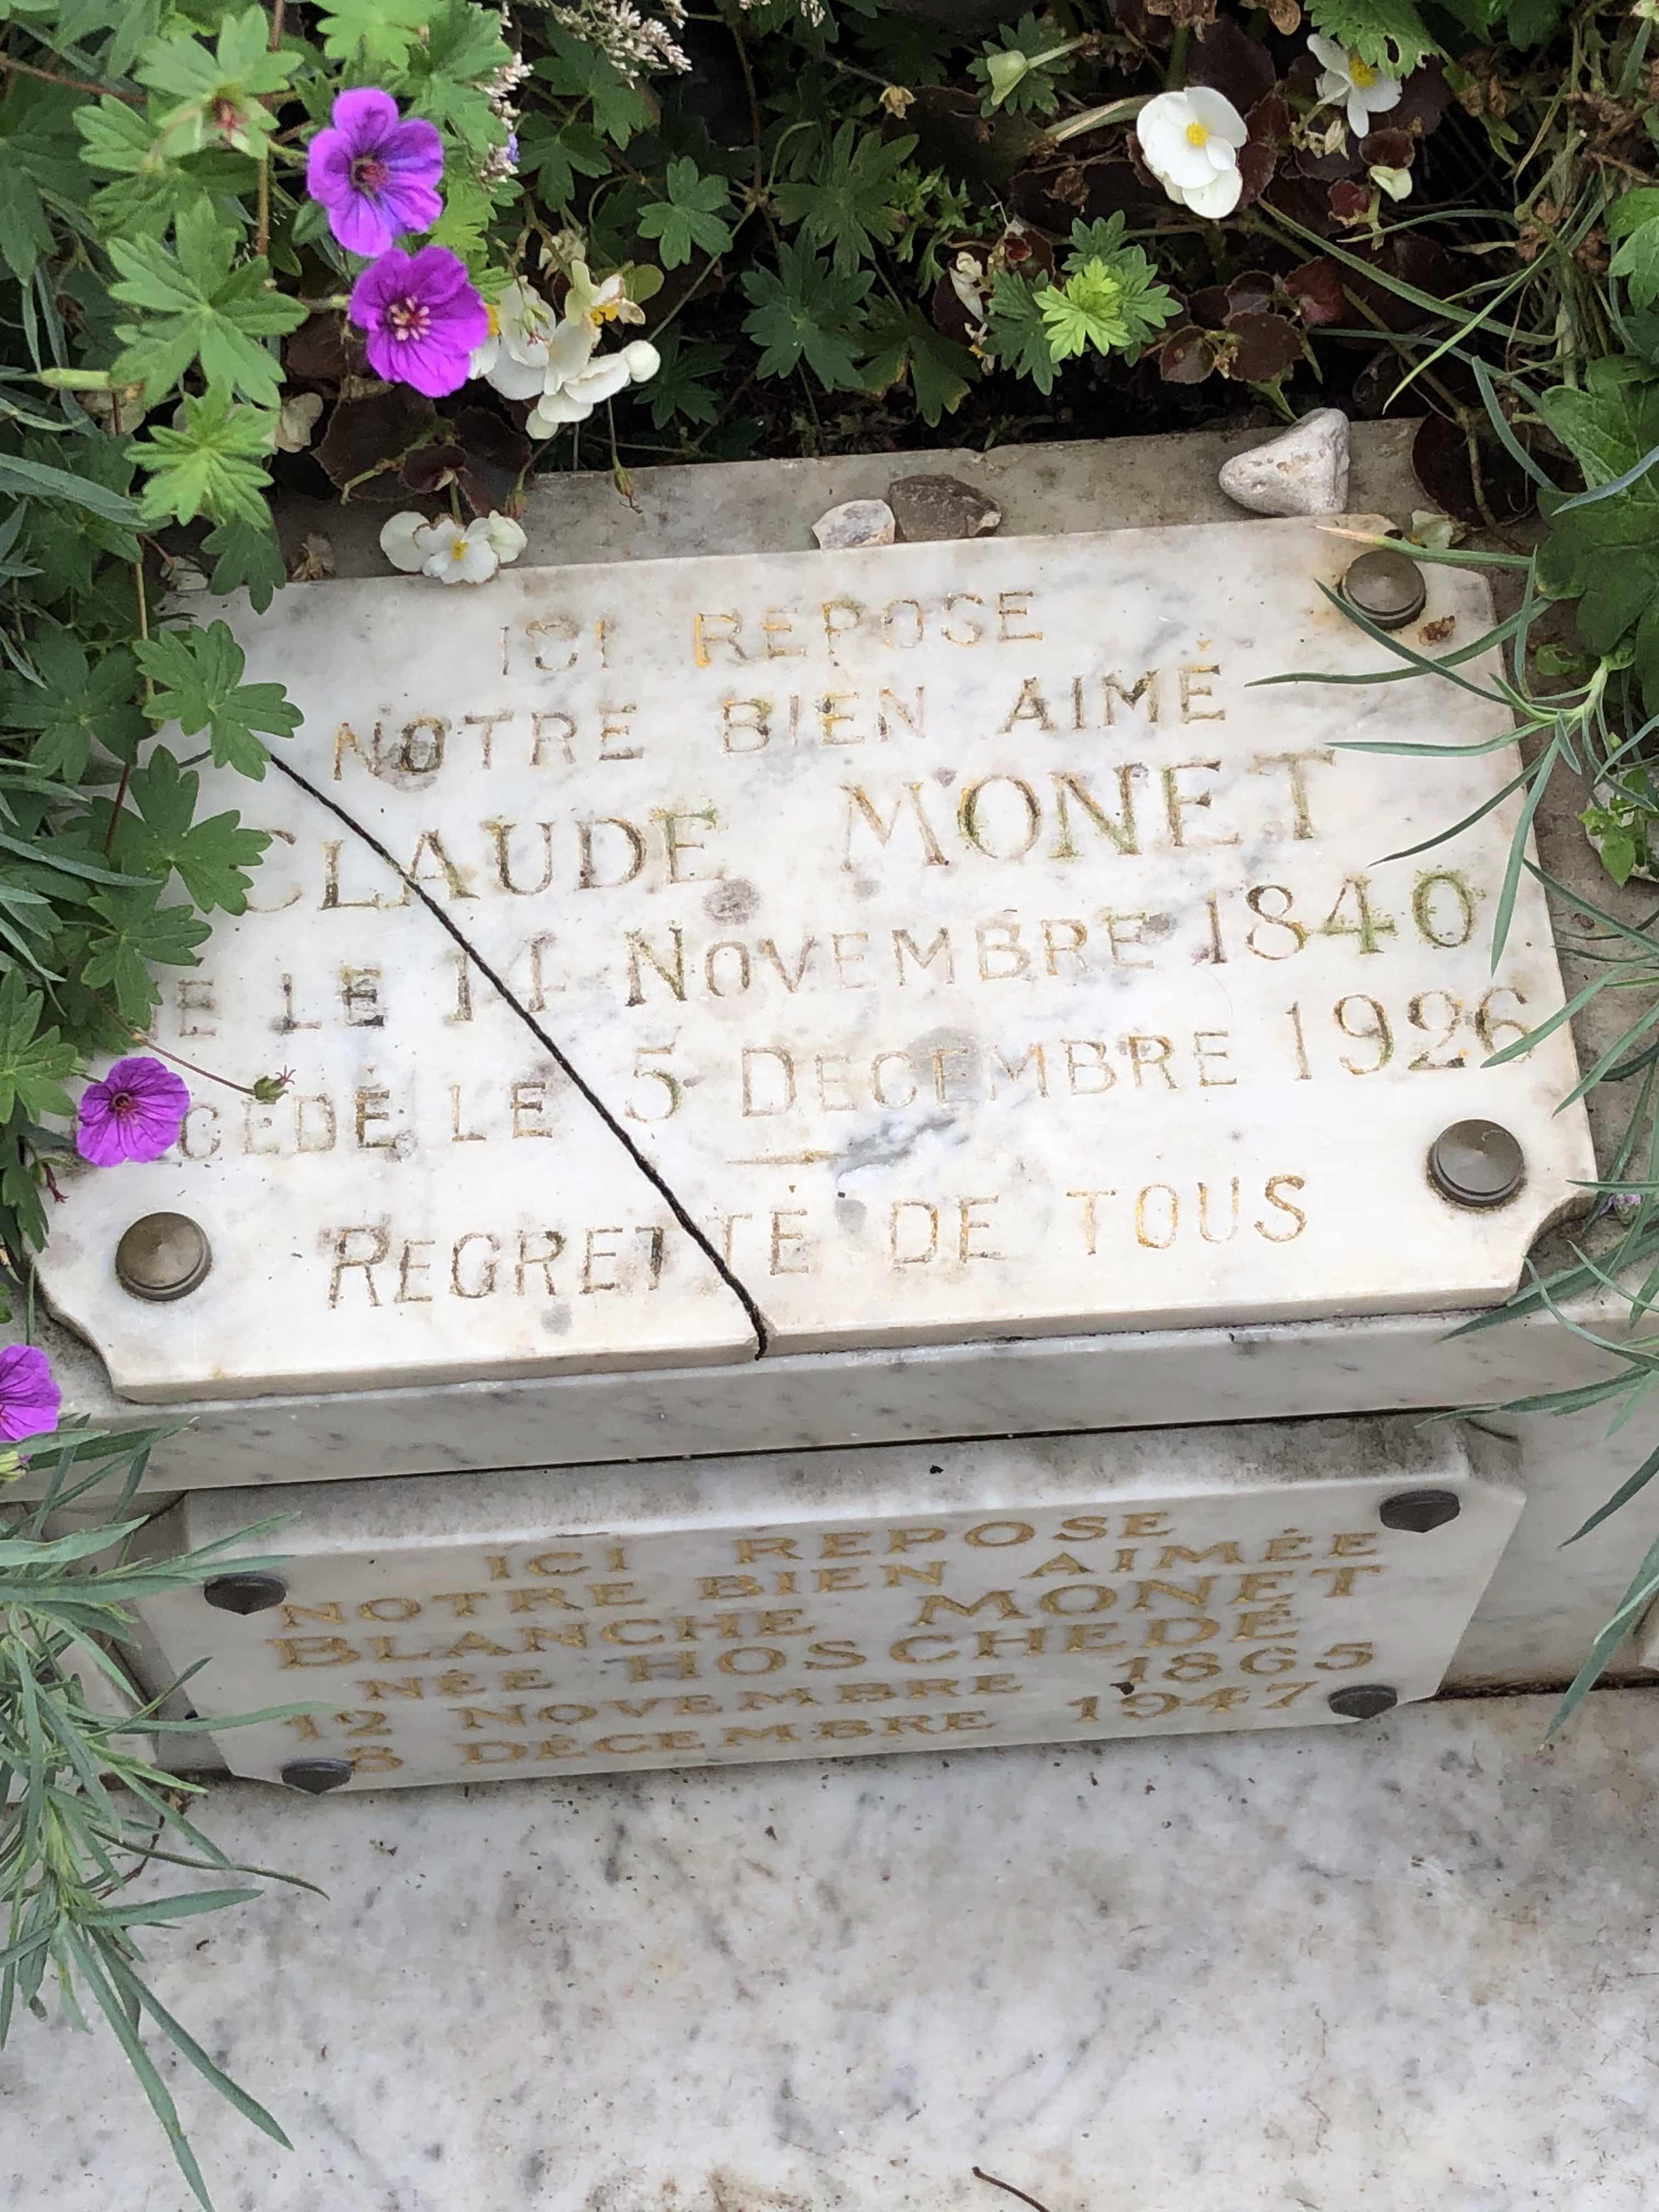 ICI REPOSE
NOTRE BIEN AIMÉ
CLAUDE MONET
E LE 14 NOVEMBRE 1840
CÉDÉ LE 5 DECEMBRE 1926
REGRETTÉ DE TOUS
ICI REPOSE
NOTRE BIEN AIMÉE
BLANCHE MONET
NÉE HOSCHEDÉ
12 NOVEMBRE 1865
8 DÉCEMBRE 1947